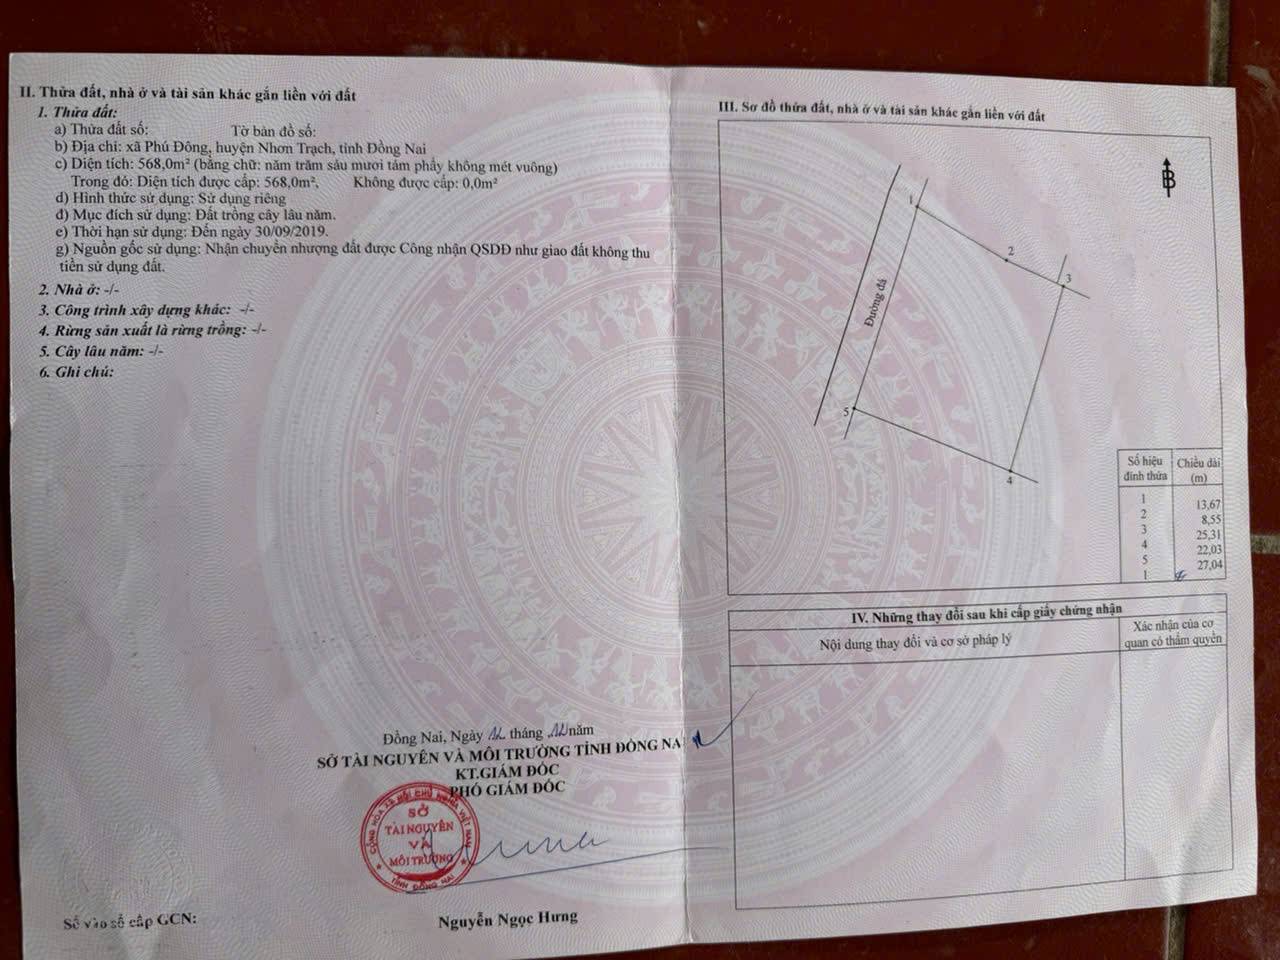 II. Thửa đất, nhà ở và tài sản khác gắn liền với đất
1. Thửa đất:
a) Thửa đất số: Tờ bản đồ số:
b) Địa chỉ: xã Phú Đông, huyện Nhơn Trạch, tỉnh Đồng Nai
c) Diện tích: 568,0m² (bằng chữ: năm trăm sáu mươi tám phẩy không mét vuông)
Trong đó: Diện tích được cấp: 568,0m², Không được cấp: 0,0m²
d) Hình thức sử dụng: Sử dụng riêng
đ) Mục đích sử dụng: Đất trồng cây lâu năm.
e) Thời hạn sử dụng: Đến ngày 30/09/2019.
g) Nguồn gốc sử dụng: Nhận chuyển nhượng đất được Công nhận QSDĐ như giao đất không thu
tiền sử dụng đất.
2. Nhà ở: -/-
3. Công trình xây dựng khác: -/-
4. Rừng sản xuất là rừng trồng: -/-
5. Cây lâu năm: -/-
6. Ghi chú:
Đồng Nai, Ngày tháng năm
SỞ TÀI NGUYÊN VÀ MÔI TRƯỜNG TỈNH ĐỒNG NA
KT.GIÁM ĐỐC
PHÓ GIÁM ĐỐC
CỘNG HÒA XÃ HỘI CHỦ NGHĨA VIỆT NAM
SỞ
TÀI NGUYÊN
VÀ
MÔI TRƯỜNG
TỈNH ĐỒNG NAI
Nguyễn Ngọc Hưng
Số vào sổ cấp GCN:
III. Sơ đồ thửa đất, nhà ở và tài sản khác gắn liền với đất
B
1
2
3
Đường đá
5
4
Số hiệu
đỉnh thửa
Chiều dài
(m)
1
13,67
2
8,55
3
25,31
4
22,03
5
27,04
1
IV. Những thay đổi sau khi cấp giấy chứng nhận
Nội dung thay đổi và cơ sở pháp lý
Xác nhận của cơ
quan có thẩm quyền